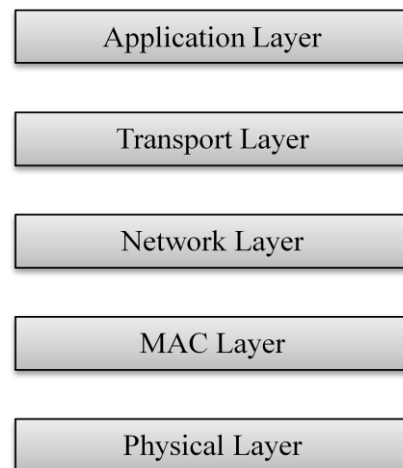 Application Layer
Transport Layer
Network Layer
MAC Layer
Physical Layer